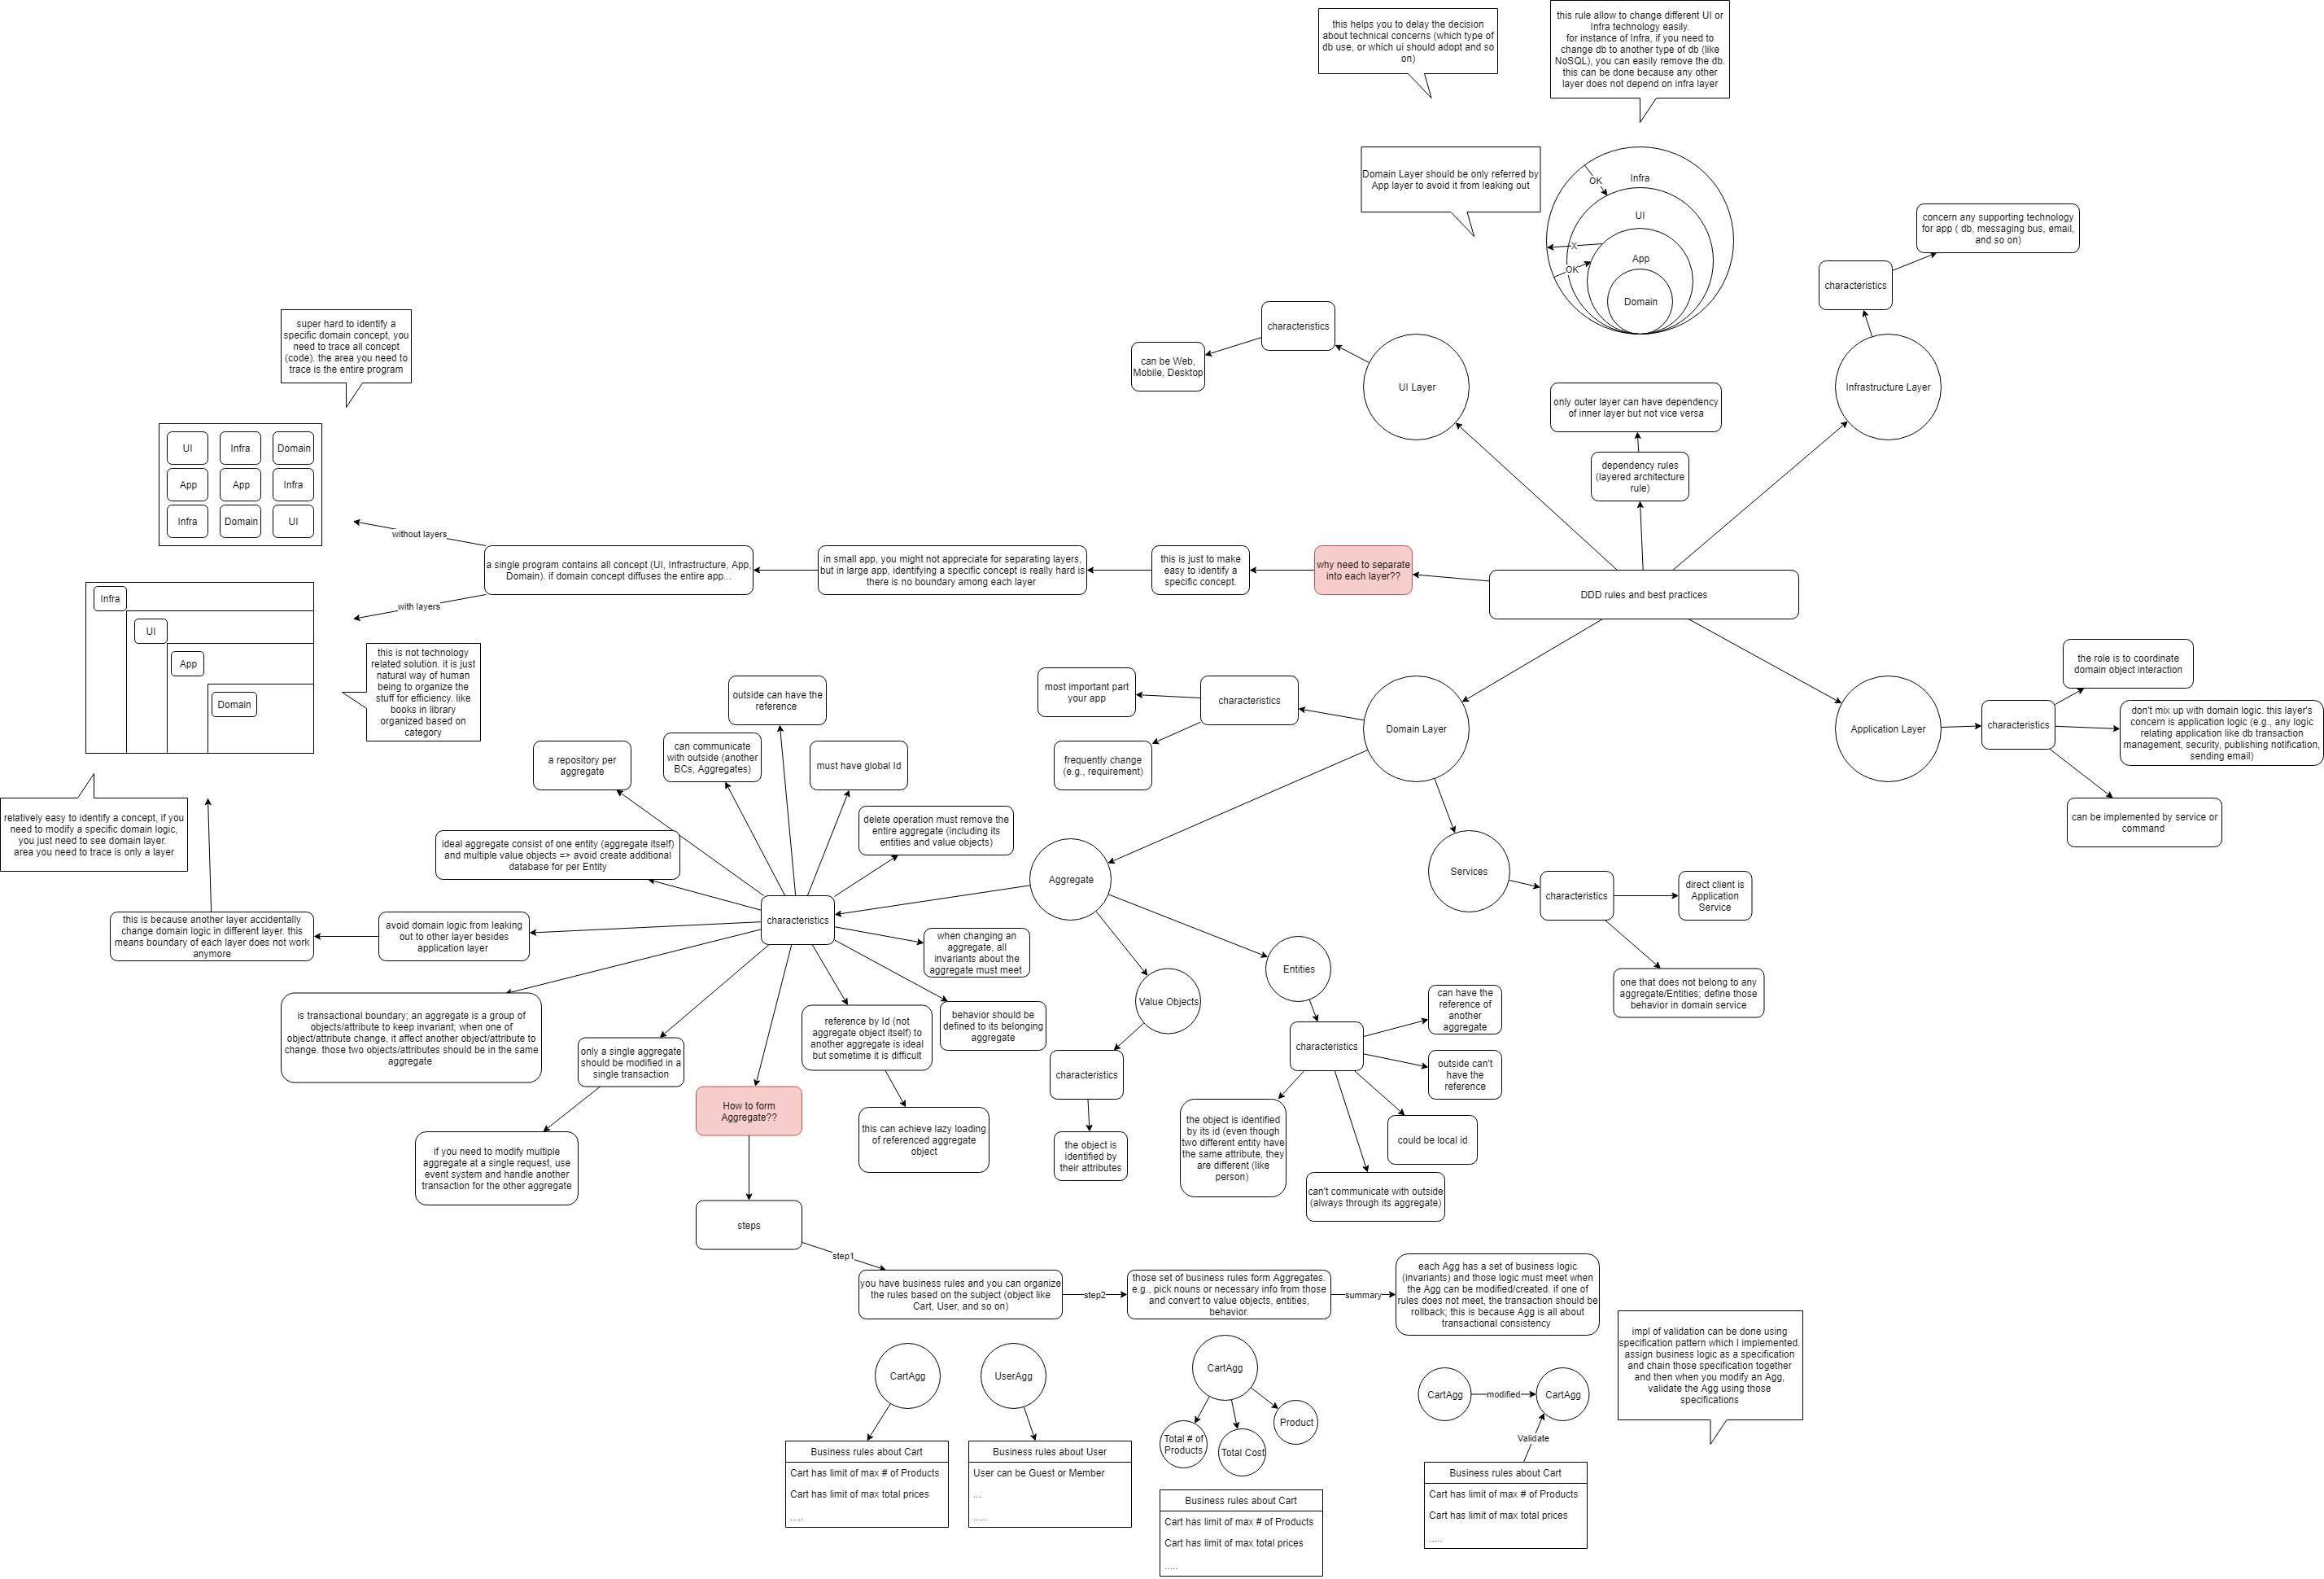 this helps you to delay the decision
about technical concerns (which type of
db use, or which ui should adopt and so
on)
this rule allow to change different UI or
Infra technology easily.
for instance of Infra, if you need to
change db to another type of db (like
NoSQL), you can easily remove the db.
this can be done because any other
layer does not depend on infra layer
Domain Layer should be only referred by
App layer to avoid it from leaking out
Infra
OK
UI
X
App
OK
Domain
concern any supporting technology
for app ( db, messaging bus, email,
and so on)
characteristics
Infrastructure Layer
characteristics
can be Web,
Mobile, Desktop
UI Layer
only outer layer can have dependency
of inner layer but not vice versa
dependency rules
(layered architecture
rule)
DDD rules and best practices
why need to separate
into each layer??
this is just to make
easy to identify a
specific concept.
in small app, you might not appreciate for separating layers,
but in large app, identifying a specific concept is really hard is
there is no boundary among each layer
a single program contains all concept (UI, Infrastructure, App,
Domain). if domain concept diffuses the entire app...
without layers
with layers
super hard to identify a
specific domain concept, you
need to trace all concept
(code). the area you need to
trace is the entire program
UI
Infra
Domain
App
App
Infra
Infra
Domain
UI
Infra
UI
App
Domain
this is not technology
related solution. it is just
natural way of human
being to organize the
stuff for efficiency. like
books in library
organized based on
category
relatively easy to identify a concept, if you
need to modify a specific domain logic,
you just need to see domain layer.
area you need to trace is only a layer
this is because another layer accidentally
change domain logic in different layer. this
means boundary of each layer does not work
anymore
avoid domain logic from leaking
out to other layer besides
application layer
Domain Layer
characteristics
most important part
your app
frequently change
(e.g., requirement)
Application Layer
characteristics
the role is to coordinate
domain object interaction
don't mix up with domain logic. this layer's
concern is application logic (e.g., any logic
relating application like db transaction
management, security, publishing notification,
sending email)
can be implemented by service or
command
Services
characteristics
direct client is
Application
Service
one that does not belong to any
aggregate/Entities; define those
behavior in domain service
Aggregate
characteristics
outside can have the
reference
can communicate
with outside (another
BCs, Aggregates)
must have global Id
a repository per
aggregate
delete operation must remove the
entire aggregate (including its
entities and value objects)
ideal aggregate consist of one entity (aggregate itself)
and multiple value objects => avoid create additional
database for per Entity
when changing an
aggregate, all
invariants about the
aggregate must meet
behavior should be
defined to its belonging
aggregate
reference by Id (not
aggregate object itself) to
another aggregate is ideal
but sometime it is difficult
this can achieve lazy loading
of referenced aggregate
object
is transactional boundary; an aggregate is a group of
objects/attribute to keep invariant; when one of
object/attribute change, it affect another object/attribute to
change. those two objects/attributes should be in the same
aggregate
only a single aggregate
should be modified in a
single transaction
if you need to modify multiple
aggregate at a single request, use
event system and handle another
transaction for the other aggregate
Value Objects
characteristics
the object is
identified by
their attributes
Entities
characteristics
can have the
reference of
another
aggregate
outside can't
have the
reference
could be local id
can't communicate with outside
(always through its aggregate)
the object is identified
by its id (even though
two different entity have
the same attribute, they
are different (like
person)
How to form
Aggregate??
steps
step1
you have business rules and you can organize
the rules based on the subject (object like
Cart, User, and so on)
step2
those set of business rules form Aggregates.
e.g., pick nouns or necessary info from those
and convert to value objects, entities,
behavior.
summary
each Agg has a set of business logic
(invariants) and those logic must meet when
the Agg can be modified/created. if one of
rules does not meet, the transaction should be
rollback; this is because Agg is all about
transactional consistency
impl of validation can be done using
specification pattern which I implemented.
assign business logic as a specification
and chain those specification together
and then when you modify an Agg,
validate the Agg using those
specifications
CartAgg
Business rules about Cart
Cart has limit of max # of Products
Cart has limit of max total prices
.....
UserAgg
Business rules about User
User can be Guest or Member
...
.....
CartAgg
Total # of
Products
Total Cost
Product
Business rules about Cart
Cart has limit of max # of Products
Cart has limit of max total prices
.....
CartAgg
modified
CartAgg
Validate
Business rules about Cart
Cart has limit of max # of Products
Cart has limit of max total prices
.....